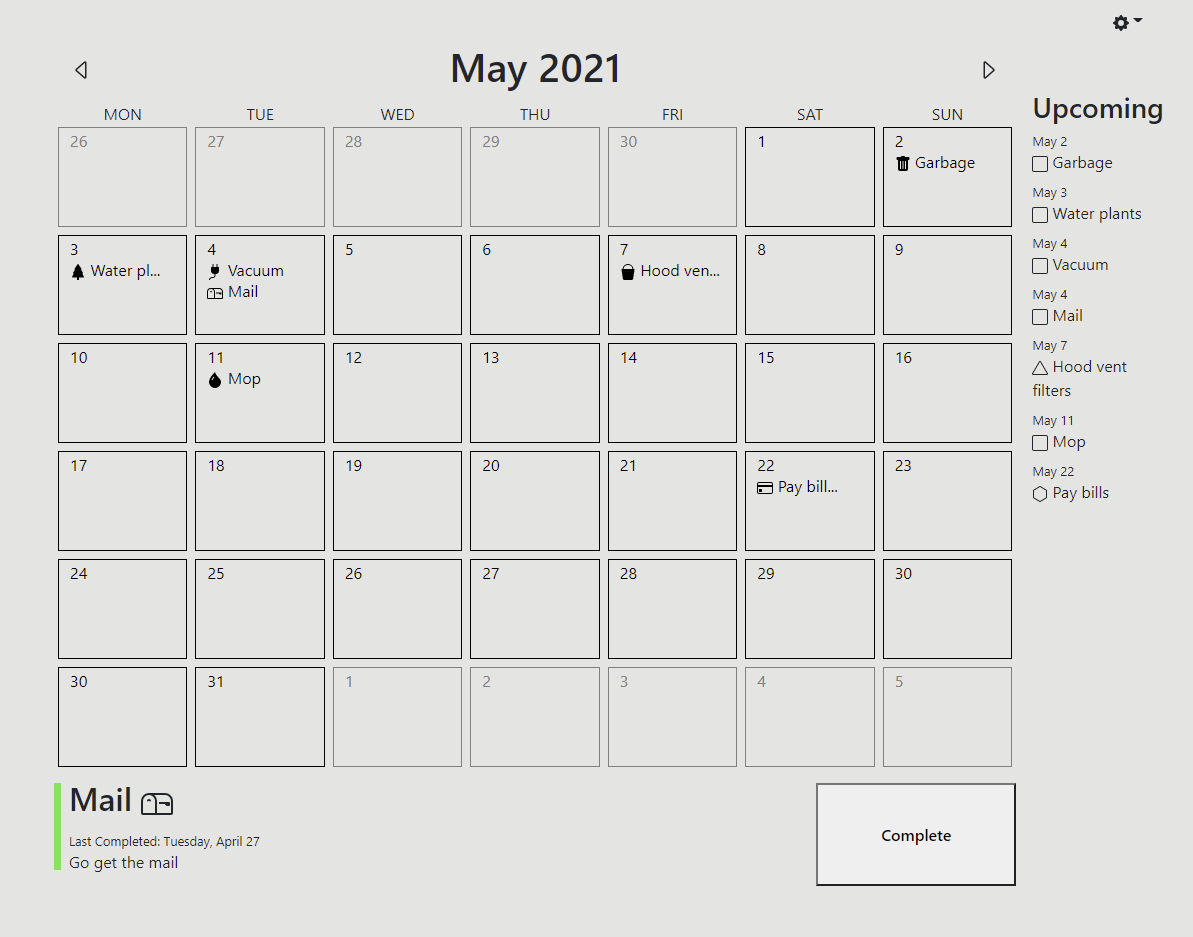 May 2021
MON TUE WED THU FRI SAT SUN
26 27 28 29 30 1 2
Garbage
3 4 5 6 7 8 9
Water pl... Vacuum Hood ven...
Mail
10 11 12 13 14 15 16
Mop
17 18 19 20 21 22 23
Pay bill...
24 25 26 27 28 29 30
30 31 1 2 3 4 5
Upcoming
May 2
Garbage
May 3
Water plants
May 4
Vacuum
May 4
Mail
May 7
Hood vent
filters
May 11
Mop
May 22
Pay bills
Mail
Last Completed: Tuesday, April 27
Go get the mail
Complete